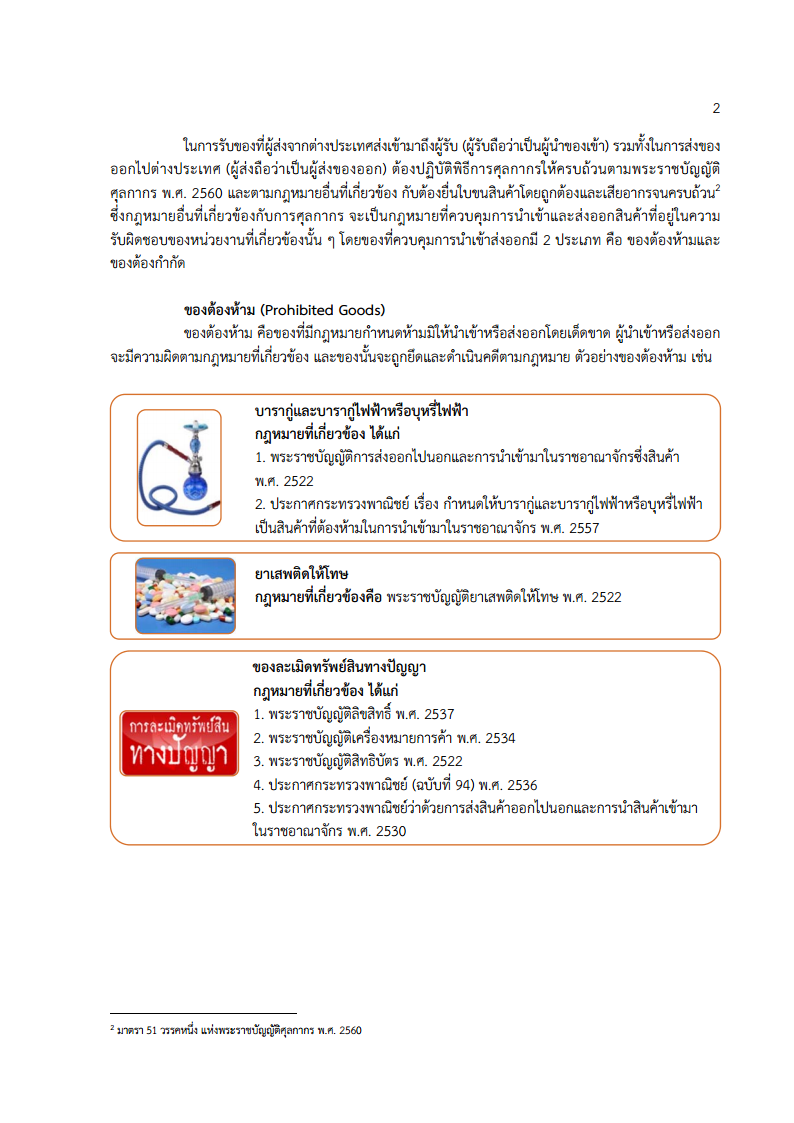 2
ในการรับของที่ผู้ส่งจากต่างประเทศส่งเข้ามาถึงผู้รับ (ผู้รับถือว่าเป็นผู้นำของเข้า) รวมทั้งในการส่งของ
ออกไปต่างประเทศ (ผู้ส่งถือว่าเป็นผู้ส่งของออก) ต้องปฏิบัติพิธีการศุลกากรให้ครบถ้วนตามพระราชบัญญัติ
ศุลกากร พ.ศ. 2560 และตามกฎหมายอื่นที่เกี่ยวข้อง กับต้องยื่นใบขนสินค้าโดยถูกต้องและเสียอากรจนครบถ้วน²
ซึ่งกฎหมายอื่นที่เกี่ยวข้องกับการศุลกากร จะเป็นกฎหมายที่ควบคุมการนำเข้าและส่งออกสินค้าที่อยู่ในความ
รับผิดชอบของหน่วยงานที่เกี่ยวข้องนั้น ๆ โดยของที่ควบคุมการนำเข้าส่งออกมี 2 ประเภท คือ ของต้องห้ามและ
ของต้องกำกัด
ของต้องห้าม (Prohibited Goods)
ของต้องห้าม คือของที่มีกฎหมายกำหนดห้ามมิให้นำเข้าหรือส่งออกโดยเด็ดขาด ผู้นำเข้าหรือส่งออก
จะมีความผิดตามกฎหมายที่เกี่ยวข้อง และของนั้นจะถูกยึดและดำเนินคดีตามกฎหมาย ตัวอย่างของต้องห้าม เช่น
บารากู่และบารากู่ไฟฟ้าหรือบุหรี่ไฟฟ้า
กฎหมายที่เกี่ยวข้อง ได้แก่
1. พระราชบัญญัติการส่งออกไปนอกและการนำเข้ามาในราชอาณาจักรซึ่งสินค้า
พ.ศ. 2522
2. ประกาศกระทรวงพาณิชย์ เรื่อง กำหนดให้บารากู่และบารากู่ไฟฟ้าหรือบุหรี่ไฟฟ้า
เป็นสินค้าที่ต้องห้ามในการนำเข้ามาในราชอาณาจักร พ.ศ. 2557
ยาเสพติดให้โทษ
กฎหมายที่เกี่ยวข้องคือ พระราชบัญญัติยาเสพติดให้โทษ พ.ศ. 2522
ของละเมิดทรัพย์สินทางปัญญา
กฎหมายที่เกี่ยวข้อง ได้แก่
1. พระราชบัญญัติลิขสิทธิ์ พ.ศ. 2537
2. พระราชบัญญัติเครื่องหมายการค้า พ.ศ. 2534
3. พระราชบัญญัติสิทธิบัตร พ.ศ. 2522
4. ประกาศกระทรวงพาณิชย์ (ฉบับที่ 94) พ.ศ. 2536
5. ประกาศกระทรวงพาณิชย์ว่าด้วยการส่งสินค้าออกไปนอกและการนำสินค้าเข้ามา
ในราชอาณาจักร พ.ศ. 2530
การละเมิดทรัพย์สิน
ทางปัญญา
² มาตรา 51 วรรคหนึ่ง แห่งพระราชบัญญัติศุลกากร พ.ศ. 2560